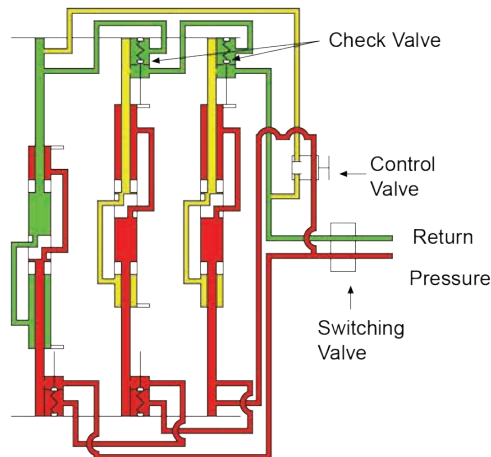 Check Valve
Control
Valve
Return
Pressure
Switching
Valve